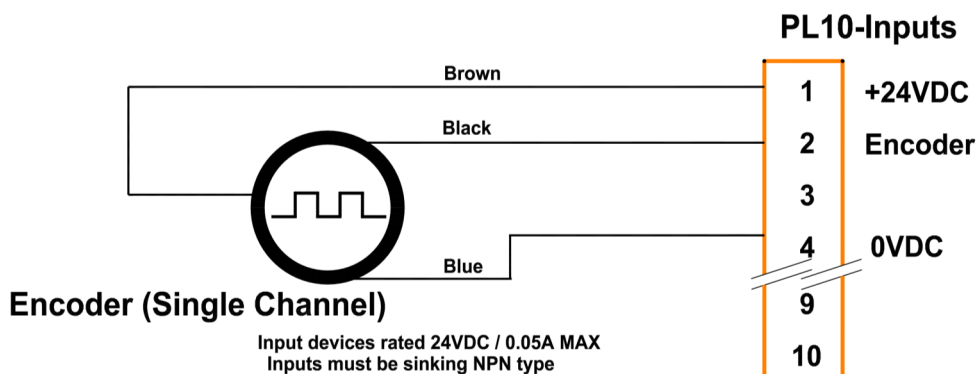 PL10-Inputs
Brown
1 +24VDC
Black
2 Encoder
3
4 0VDC
Blue
Encoder (Single Channel)
9
Input devices rated 24VDC / 0.05A MAX
Inputs must be sinking NPN type
10